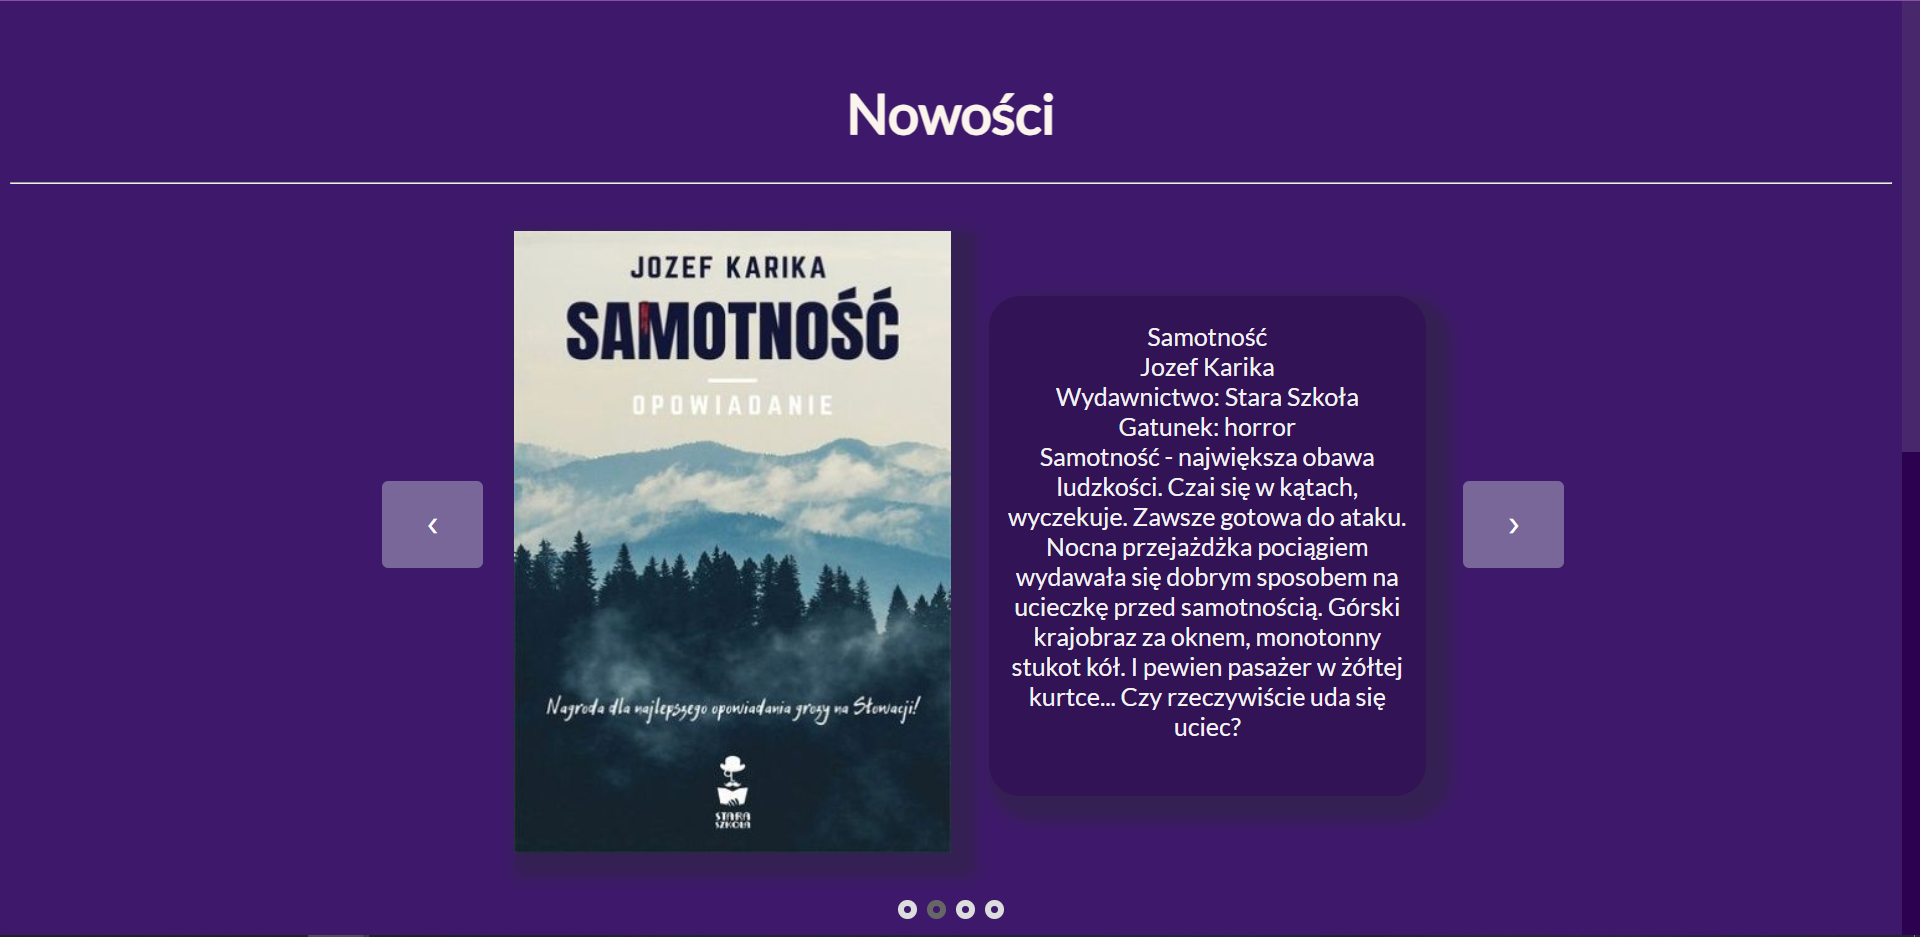 Nowości
JOZEF KARIKA
SAMOTNOŚĆ
OPOWIADANIE
Nagroda dla najlepszego opowiadania grozy na Słowacji!
STARA
SZKOŁA
‹
Samotność
Jozef Karika
Wydawnictwo: Stara Szkoła
Gatunek: horror
Samotność - największa obawa
ludzkości. Czai się w kątach,
wyczekuje. Zawsze gotowa do ataku.
Nocna przejażdżka pociągiem
wydawała się dobrym sposobem na
ucieczkę przed samotnością. Górski
krajobraz za oknem, monotonny
stukot kół. I pewien pasażer w żółtej
kurtce... Czy rzeczywiście uda się
uciec?
›